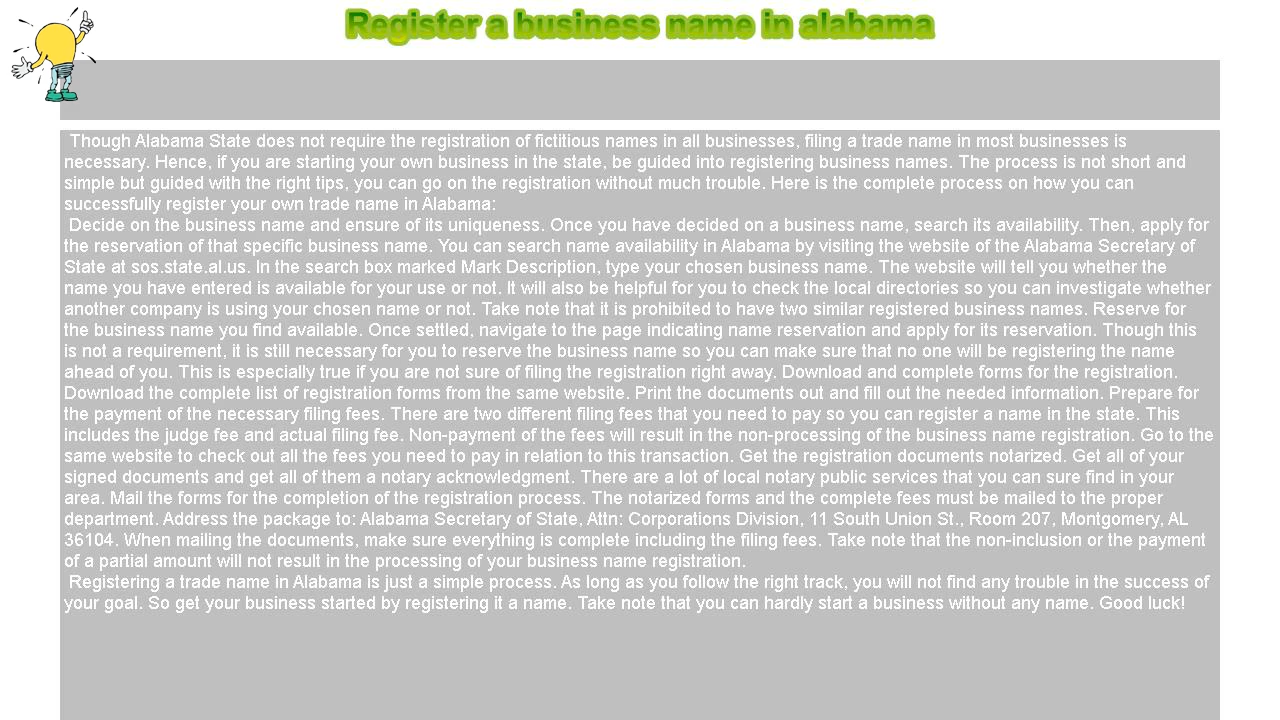 Register a business name in alabama
Though Alabama State does not require the registration of fictitious names in all businesses, filing a trade name in most businesses is
necessary. Hence, if you are starting your own business in the state, be guided into registering business names. The process is not short and
simple but guided with the right tips, you can go on the registration without much trouble. Here is the complete process on how you can
successfully register your own trade name in Alabama:
Decide on the business name and ensure of its uniqueness. Once you have decided on a business name, search its availability. Then, apply for
the reservation of that specific business name. You can search name availability in Alabama by visiting the website of the Alabama Secretary of
State at sos.state.al.us. In the search box marked Mark Description, type your chosen business name. The website will tell you whether the
name you have entered is available for your use or not. It will also be helpful for you to check the local directories so you can investigate whether
another company is using your chosen name or not. Take note that it is prohibited to have two similar registered business names. Reserve for
the business name you find available. Once settled, navigate to the page indicating name reservation and apply for its reservation. Though this
is not a requirement, it is still necessary for you to reserve the business name so you can make sure that no one will be registering the name
ahead of you. This is especially true if you are not sure of filing the registration right away. Download and complete forms for the registration.
Download the complete list of registration forms from the same website. Print the documents out and fill out the needed information. Prepare for
the payment of the necessary filing fees. There are two different filing fees that you need to pay so you can register a name in the state. This
includes the judge fee and actual filing fee. Non-payment of the fees will result in the non-processing of the business name registration. Go to the
same website to check out all the fees you need to pay in relation to this transaction. Get the registration documents notarized. Get all of your
signed documents and get all of them a notary acknowledgment. There are a lot of local notary public services that you can sure find in your
area. Mail the forms for the completion of the registration process. The notarized forms and the complete fees must be mailed to the proper
department. Address the package to: Alabama Secretary of State, Attn: Corporations Division, 11 South Union St., Room 207, Montgomery, AL
36104. When mailing the documents, make sure everything is complete including the filing fees. Take note that the non-inclusion or the payment
of a partial amount will not result in the processing of your business name registration.
Registering a trade name in Alabama is just a simple process. As long as you follow the right track, you will not find any trouble in the success of
your goal. So get your business started by registering it a name. Take note that you can hardly start a business without any name. Good luck!